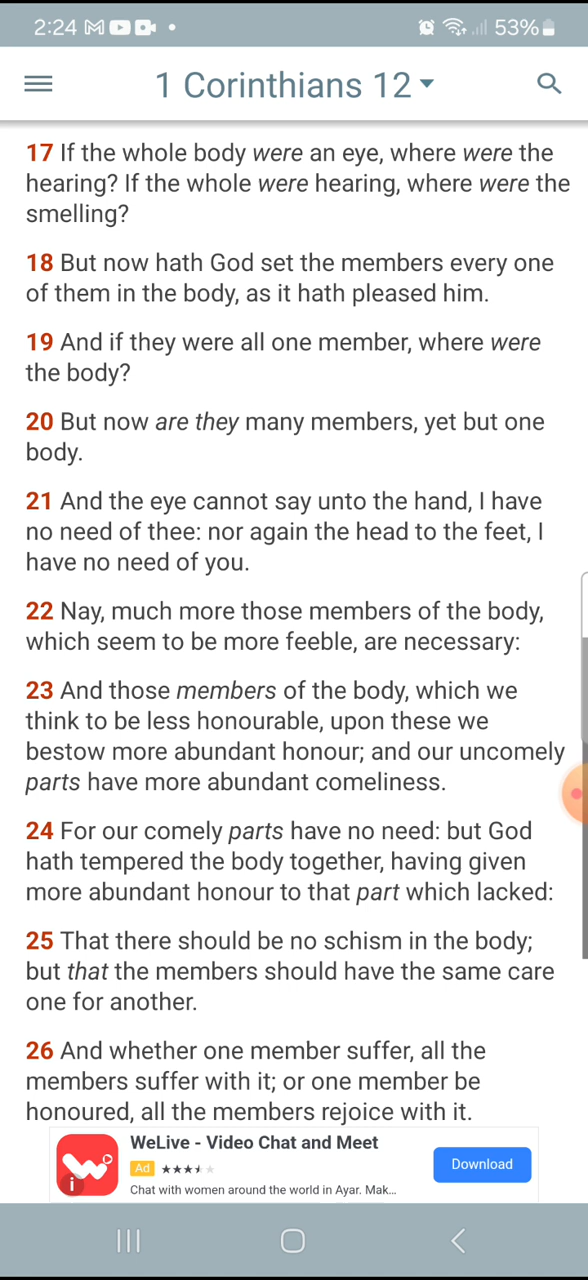 2:24
53%
1 Corinthians 12
17 If the whole body were an eye, where were the
hearing? If the whole were hearing, where were the
smelling?
18 But now hath God set the members every one
of them in the body, as it hath pleased him.
19 And if they were all one member, where were
the body?
20 But now are they many members, yet but one
body.
21 And the eye cannot say unto the hand, I have
no need of thee: nor again the head to the feet, I
have no need of you.
22 Nay, much more those members of the body,
which seem to be more feeble, are necessary:
23 And those members of the body, which we
think to be less honourable, upon these we
bestow more abundant honour; and our uncomely
parts have more abundant comeliness.
24 For our comely parts have no need: but God
hath tempered the body together, having given
more abundant honour to that part which lacked:
25 That there should be no schism in the body;
but that the members should have the same care
one for another.
26 And whether one member suffer, all the
members suffer with it; or one member be
honoured, all the members rejoice with it.
WeLive - Video Chat and Meet
Ad
Chat with women around the world in Ayar. Mak...
Download